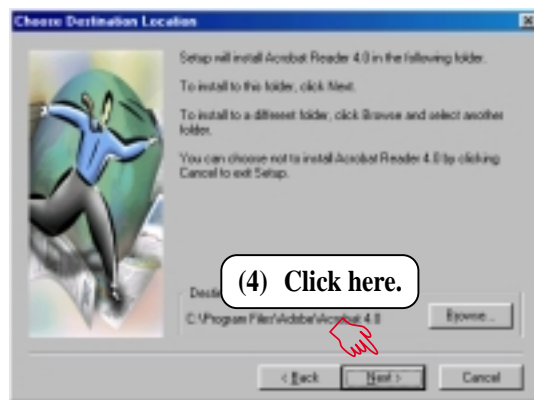 Choose Destination Location
Setup will install Acrobat Reader 4.0 in the following folder.
To install to this folder, click Next.
To install to a different folder, click Browse and select another
folder.
You can choose not to install Acrobat Reader 4.0 by clicking
Cancel to exit Setup.
(4) Click here.
C:\Program Files\Adobe\Acrobat 4.0
Browse...
< Back
Next >
Cancel